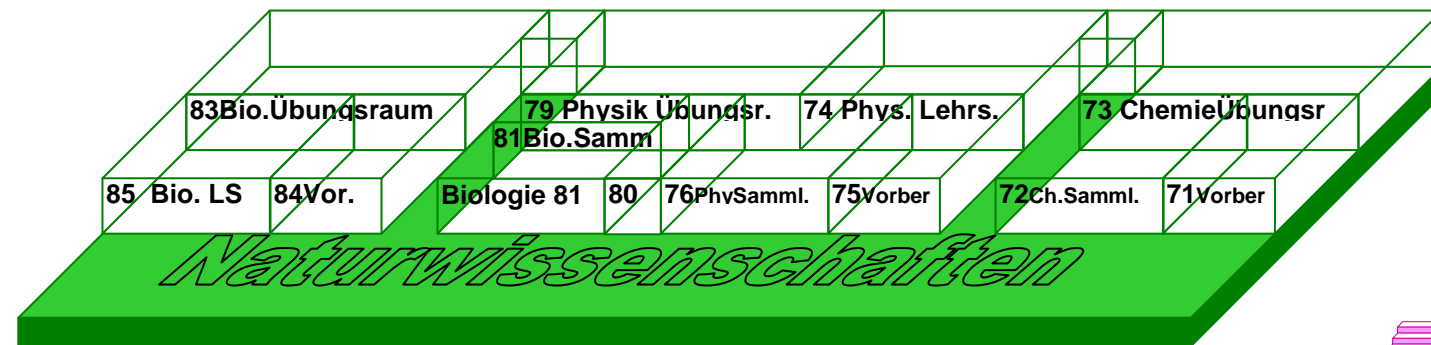 83Bio.Übungsraum 79 Physik Übungsr. 74 Phys. Lehrs. 73 ChemieÜbungsr
81Bio.Samm
85 Bio. LS 84Vor. Biologie 81 80 76PhySamml. 75Vorber 72Ch.Samml. 71Vorber
Naturwissenschaften